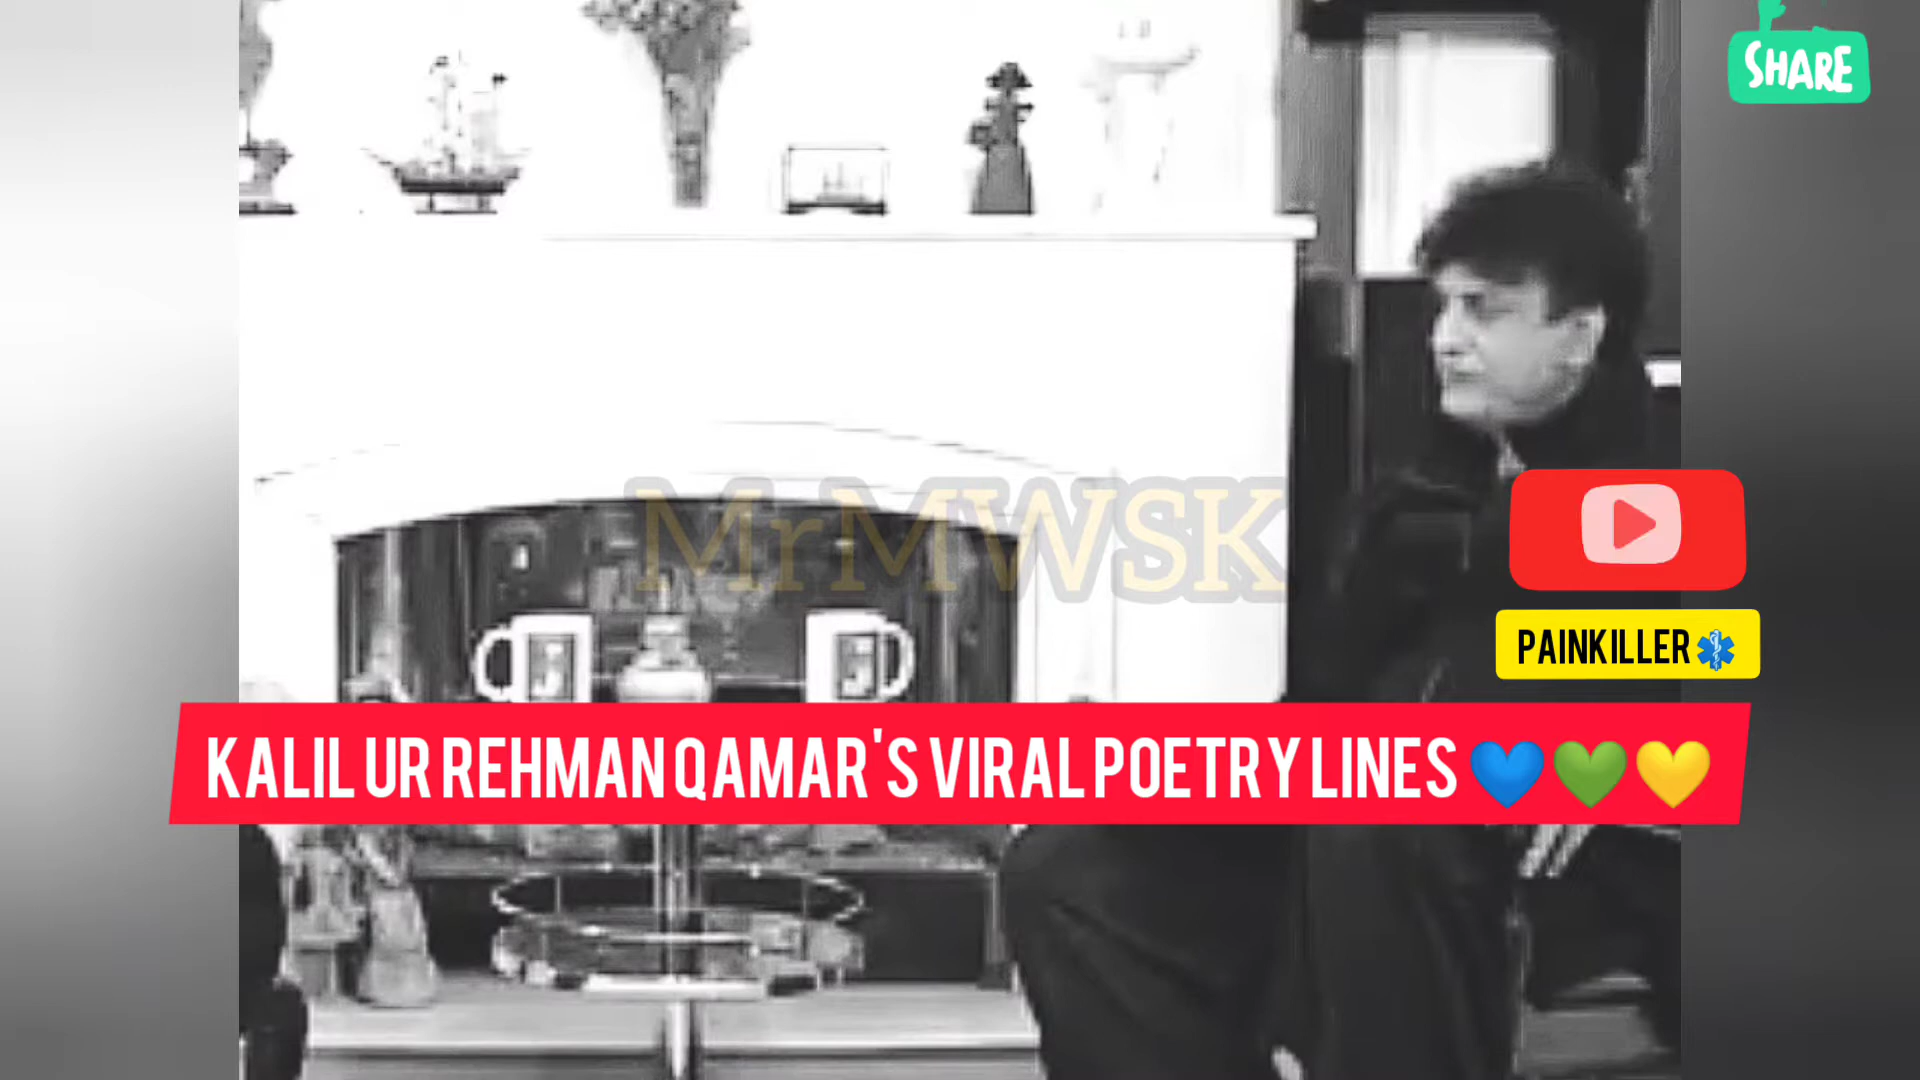 SHARE
MrMWSK
PAINKILLER
KALIL UR REHMAN QAMAR'S VIRAL POETRY LINES 💙💚💛